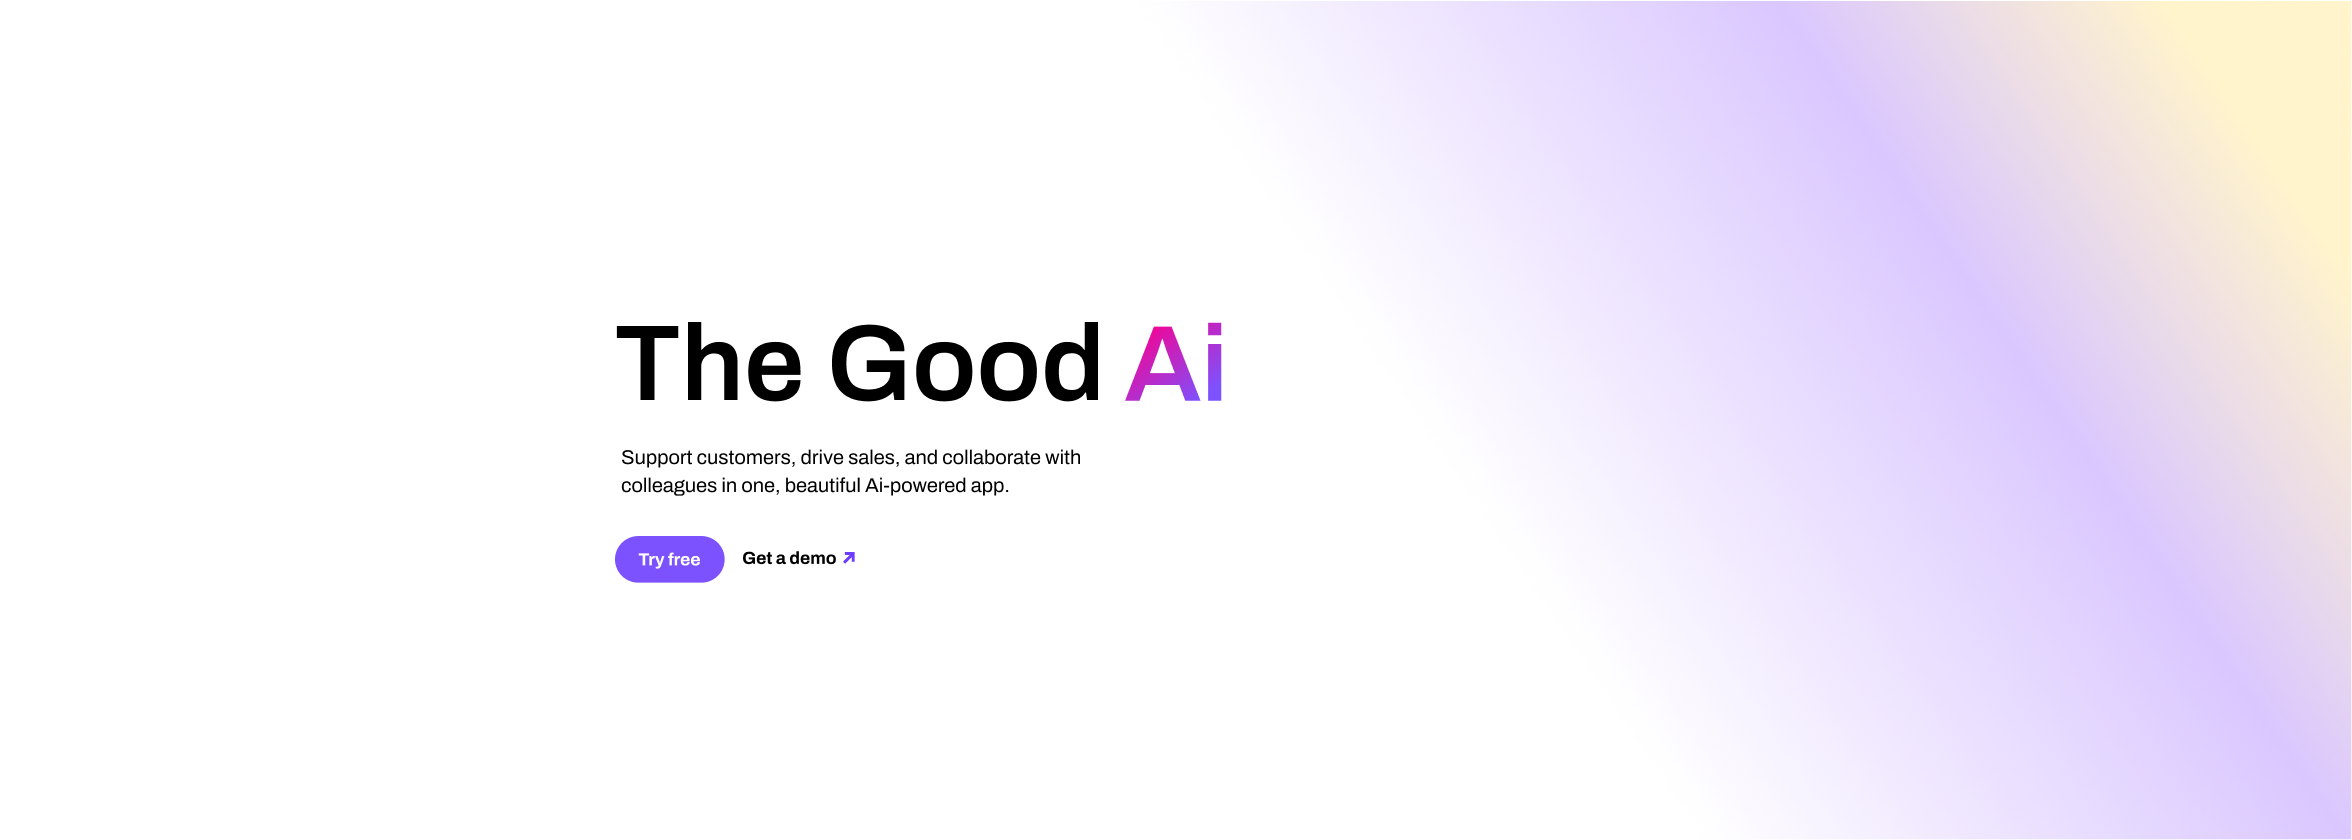 The Good Ai
Support customers, drive sales, and collaborate with
colleagues in one, beautiful Ai-powered app.
Try free
Get a demo